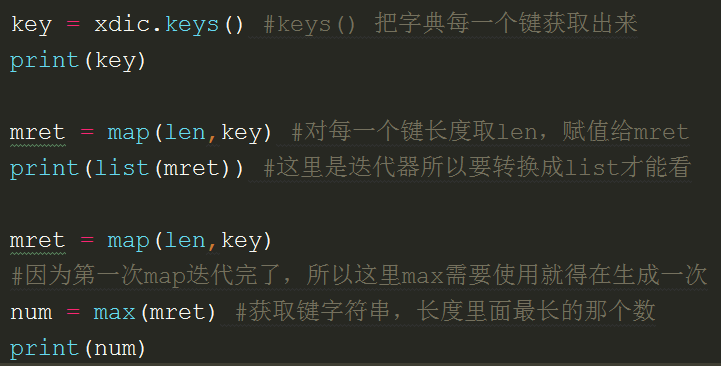 key = xdic.keys() #keys() 把字典每一个键获取出来
print(key)
mret = map(len,key) #对每一个键长度取len，赋值给mret
print(list(mret)) #这里是迭代器所以要转换成list才能看
mret = map(len,key)
#因为第一次map迭代完了，所以这里max需要使用就得在生成一次
num = max(mret) #获取键字符串，长度里面最长的那个数
print(num)